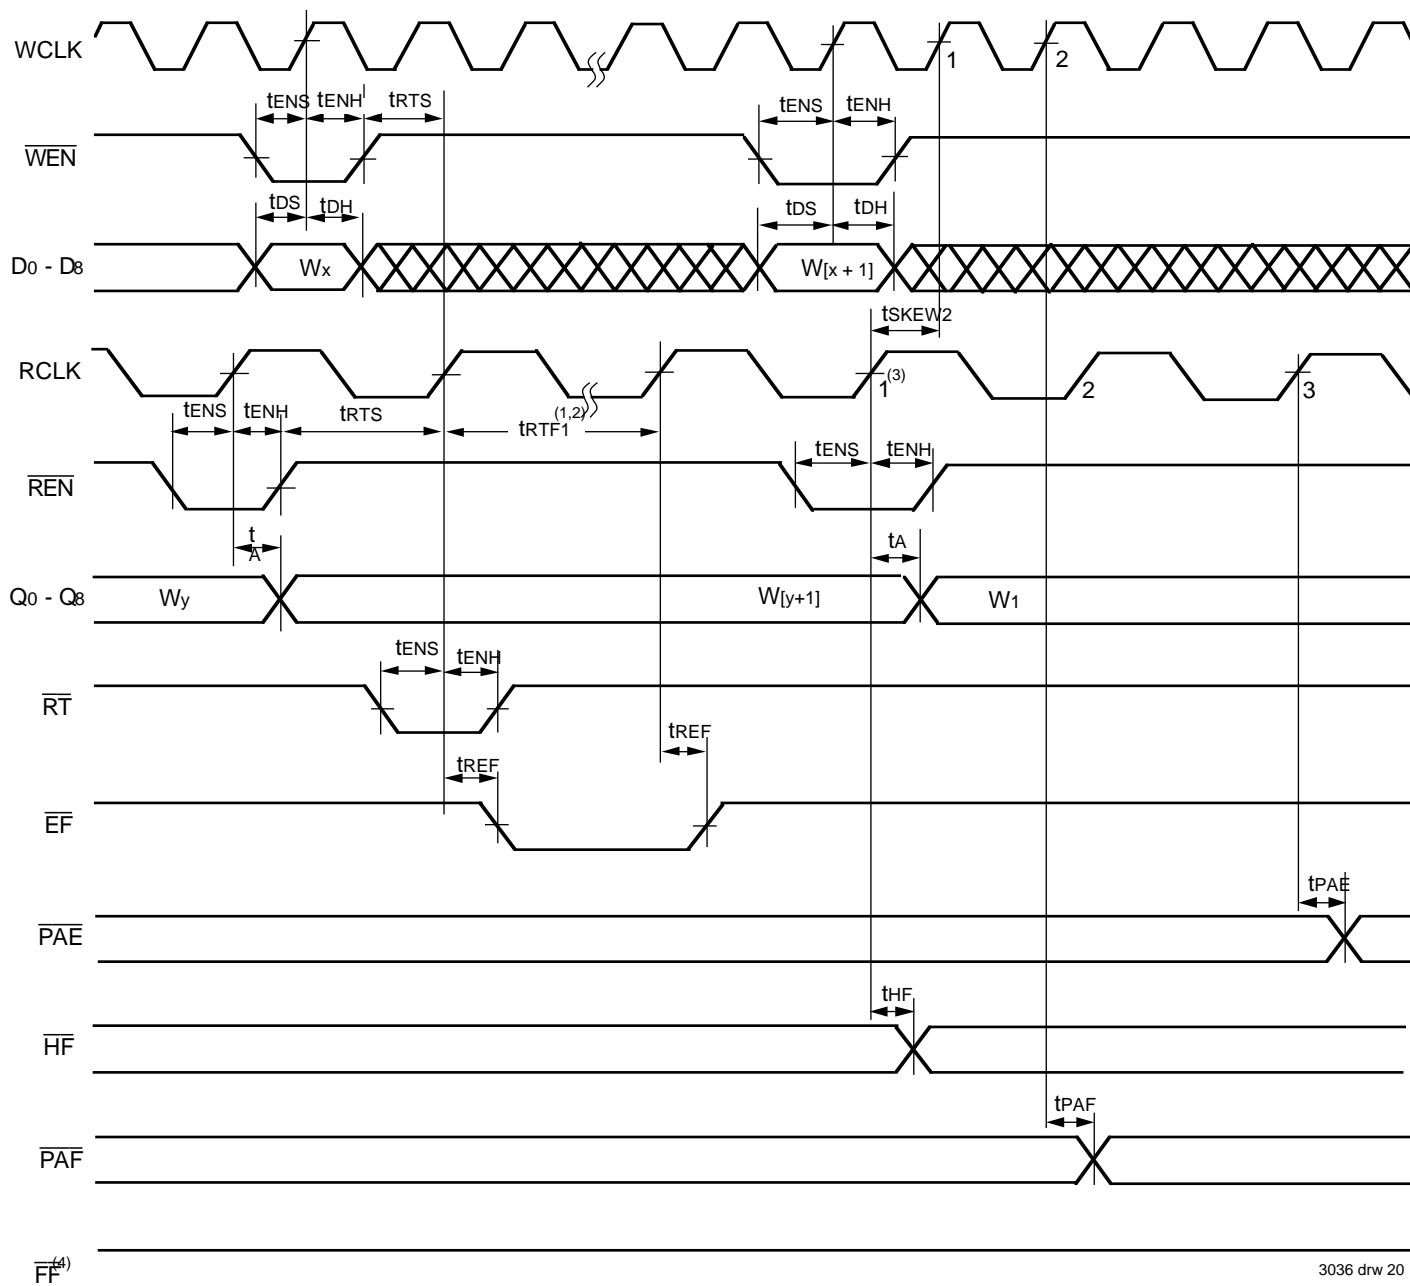 WCLK
1
2
tENS tENH tRTS tENS tENH
WEN
tDS tDH tDS tDH
D0 - D8 Wx W[x + 1]
tSKEW2
RCLK 1(3) 2 3
tENS tENH tRTS tRTF1(1,2)
tENS tENH
REN
tA tA
Q0 - Q8 Wy W[y+1] W1
tENS tENH
RT
tREF
tREF
EF
tPAE
PAE
tHF
HF
tPAF
PAF
FF(4)
3036 drw 20